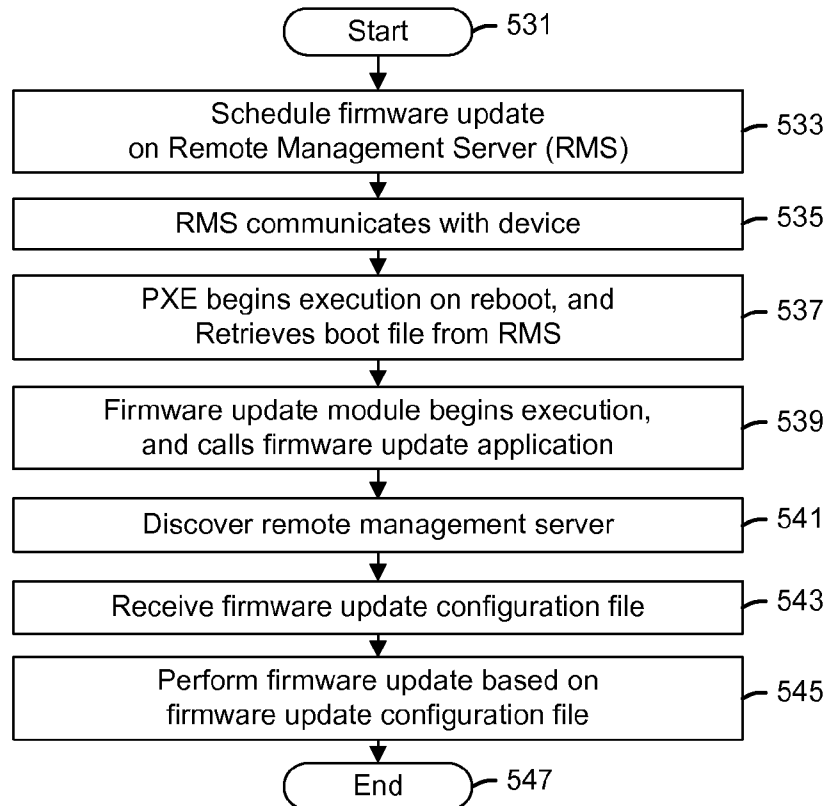 Start
531
Schedule firmware update
on Remote Management Server (RMS)
533
RMS communicates with device
535
PXE begins execution on reboot, and
Retrieves boot file from RMS
537
Firmware update module begins execution,
and calls firmware update application
539
Discover remote management server
541
Receive firmware update configuration file
543
Perform firmware update based on
firmware update configuration file
545
End
547